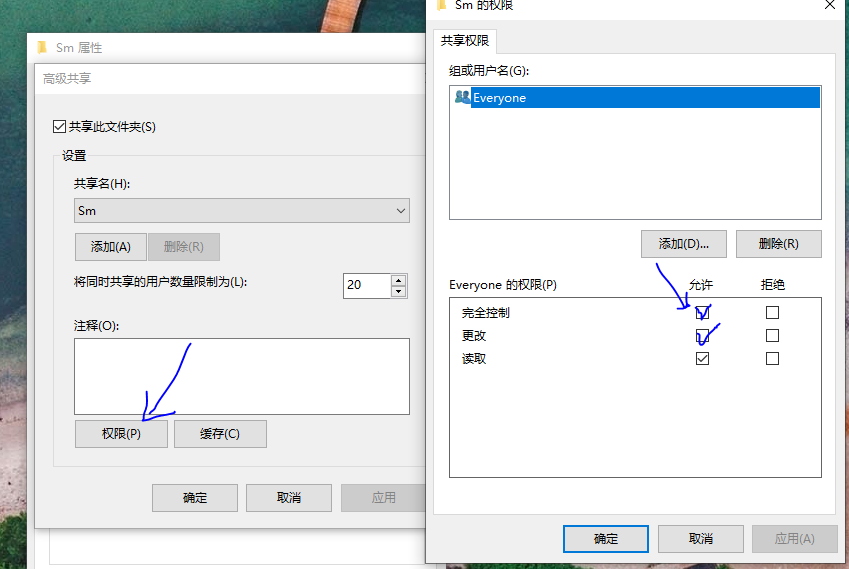 Sm 属性
高级共享
共享此文件夹(S)
设置
共享名(H):
Sm
添加(A)
删除(R)
将同时共享的用户数量限制为(L):
20
注释(O):
权限(P)
缓存(C)
确定
取消
应用
Sm 的权限
共享权限
组或用户名(G):
Everyone
添加(D)...
删除(R)
Everyone 的权限(P)
允许
拒绝
完全控制
更改
读取
确定
取消
应用(A)